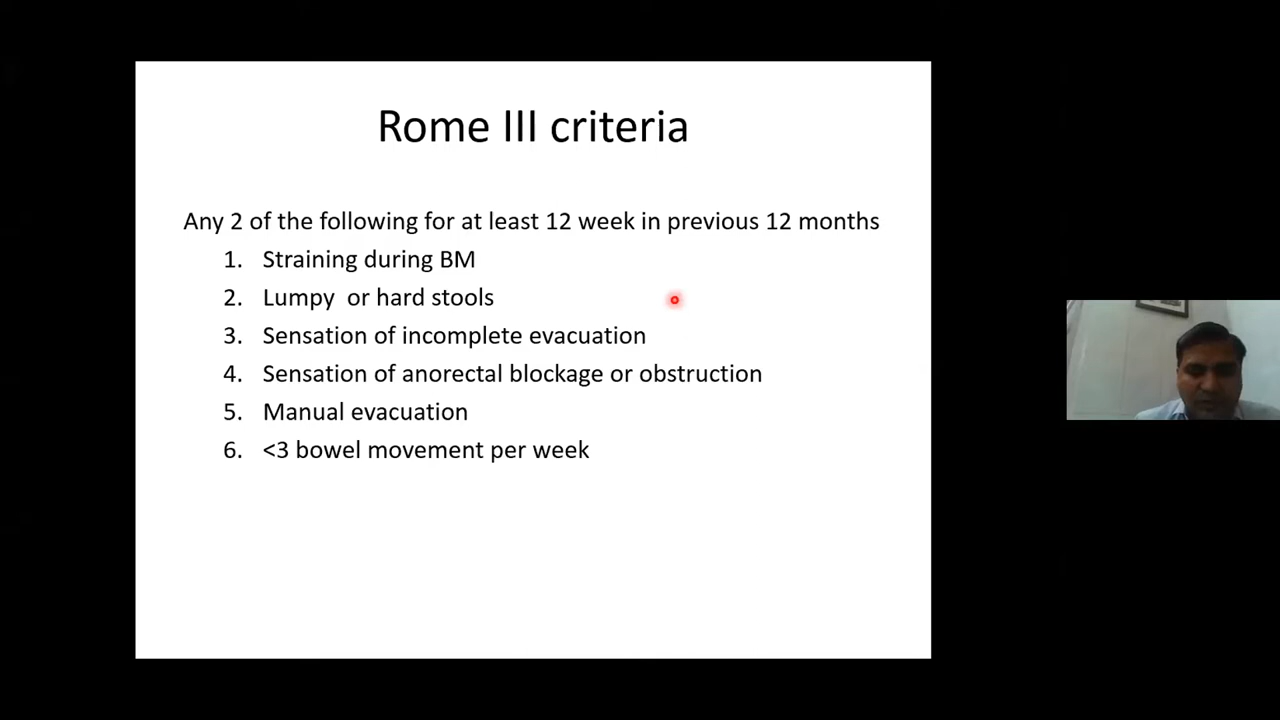 Rome III criteria
Any 2 of the following for at least 12 week in previous 12 months
1. Straining during BM
2. Lumpy or hard stools
3. Sensation of incomplete evacuation
4. Sensation of anorectal blockage or obstruction
5. Manual evacuation
6. <3 bowel movement per week